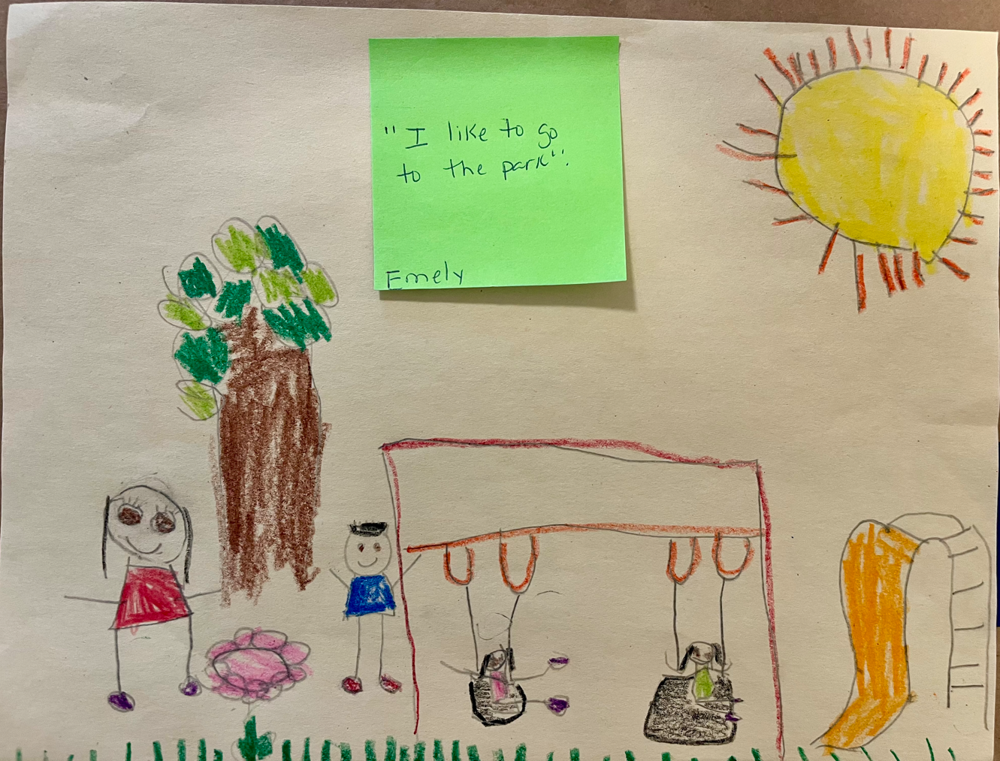 "I like to go
to the park".
Emely